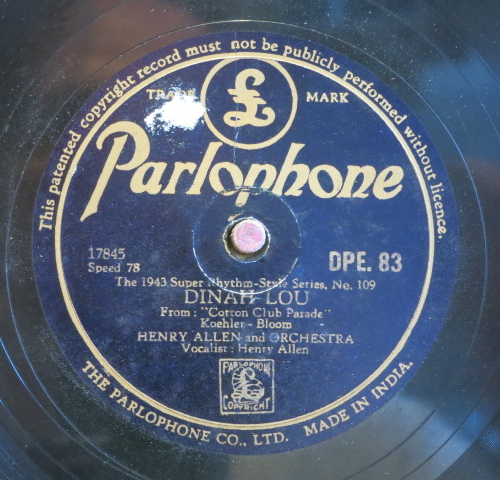 This patented copyright record must not be publicly performed without licence.
TRADE MARK
£
Parlophone
17845
Speed 78
DPE. 83
The 1943 Super Rhythm-Style Series, No. 109
DINAH LOU
From: "Cotton Club Parade"
Koehler - Bloom
HENRY ALLEN and ORCHESTRA
Vocalist: Henry Allen
PARLOPHONE
£
COPYRIGHT
THE PARLOPHONE CO., LTD. MADE IN INDIA.